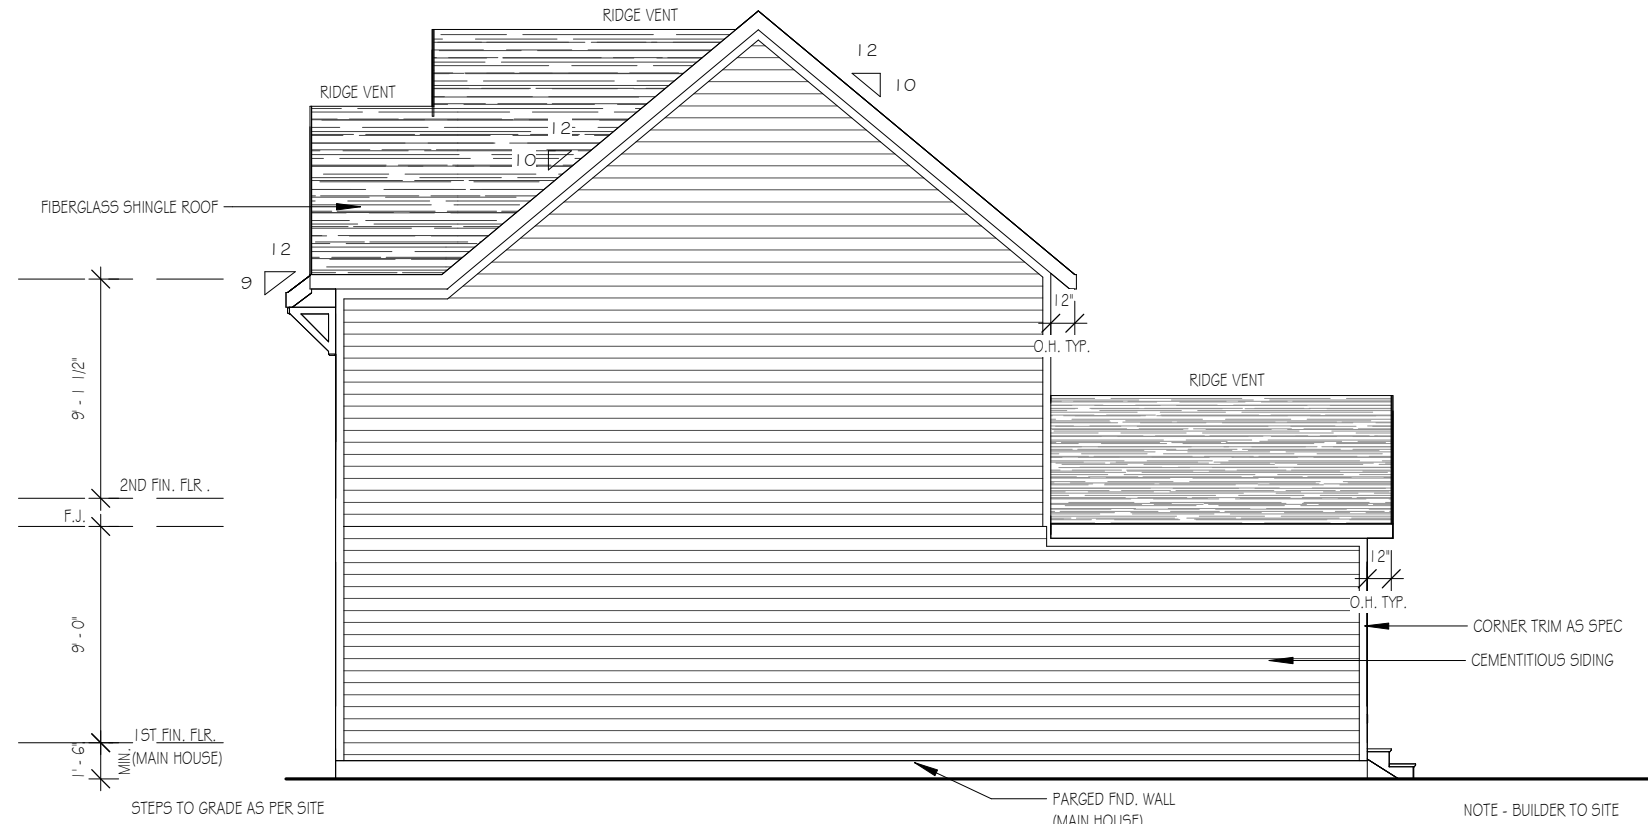 RIDGE VENT
12
10
RIDGE VENT
12
10
FIBERGLASS SHINGLE ROOF
12
9
12"
O.H. TYP.
9' - 1 1/2"
RIDGE VENT
2ND FIN. FLR .
F.J.
12"
O.H. TYP.
9' - 0"
CORNER TRIM AS SPEC
CEMENTITIOUS SIDING
1ST FIN. FLR.
(MAIN HOUSE)
1' - 6"
MIN.
STEPS TO GRADE AS PER SITE
PARGED FND. WALL
(MAIN HOUSE)
NOTE - BUILDER TO SITE